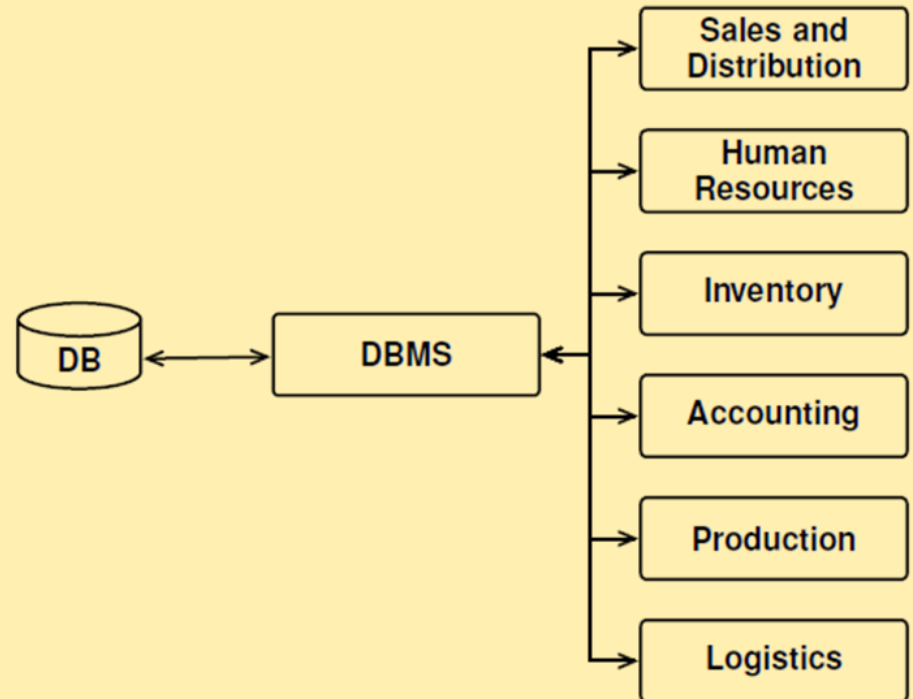 Sales and
Distribution
Human
Resources
Inventory
DB
DBMS
Accounting
Production
Logistics